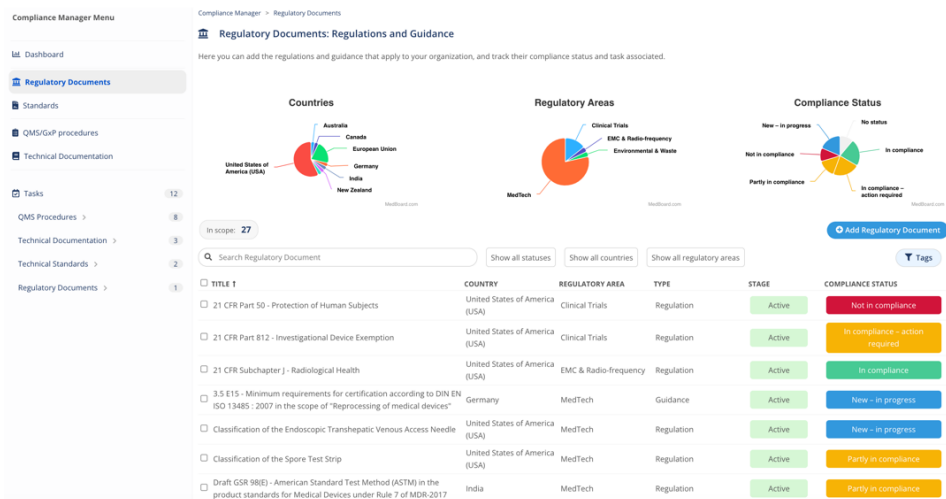 Compliance Manager Menu
Dashboard
Regulatory Documents
Standards
QMS/GxP procedures
Technical Documentation
Tasks 12
QMS Procedures > 8
Technical Documentation > 3
Technical Standards > 2
Regulatory Documents > 1
Compliance Manager > Regulatory Documents
Regulatory Documents: Regulations and Guidance
Here you can add the regulations and guidance that apply to your organization, and track their compliance status and task associated.
Countries
Australia
Canada
European Union
Germany
India
New Zealand
United States of
America (USA)
MedBoard.com
Regulatory Areas
Clinical Trials
EMC & Radio-frequency
Environmental & Waste
MedTech
MedBoard.com
Compliance Status
No status
In compliance
In compliance –
action required
Partly in compliance
Not in compliance
New – in progress
MedBoard.com
In scope: 27
Add Regulatory Document
Search Regulatory Document
Show all statuses
Show all countries
Show all regulatory areas
Tags
TITLE COUNTRY REGULATORY AREA TYPE STAGE COMPLIANCE STATUS
21 CFR Part 50 - Protection of Human Subjects
United States of America
(USA)
Clinical Trials
Regulation
Active
Not in compliance
21 CFR Part 812 - Investigational Device Exemption
United States of America
(USA)
Clinical Trials
Regulation
Active
In compliance – action
required
21 CFR Subchapter J - Radiological Health
United States of America
(USA)
EMC & Radio-frequency
Regulation
Active
In compliance
3.5 E15 - Minimum requirements for certification according to DIN EN
ISO 13485 : 2007 in the scope of "Reprocessing of medical devices"
Germany
MedTech
Guidance
Active
New – in progress
Classification of the Endoscopic Transhepatic Venous Access Needle
United States of America
(USA)
MedTech
Regulation
Active
New – in progress
Classification of the Spore Test Strip
United States of America
(USA)
MedTech
Regulation
Active
Partly in compliance
Draft GSR 98(E) - American Standard Test Method (ASTM) in the
product standards for Medical Devices under Rule 7 of MDR-2017
India
MedTech
Regulation
Active
Partly in compliance